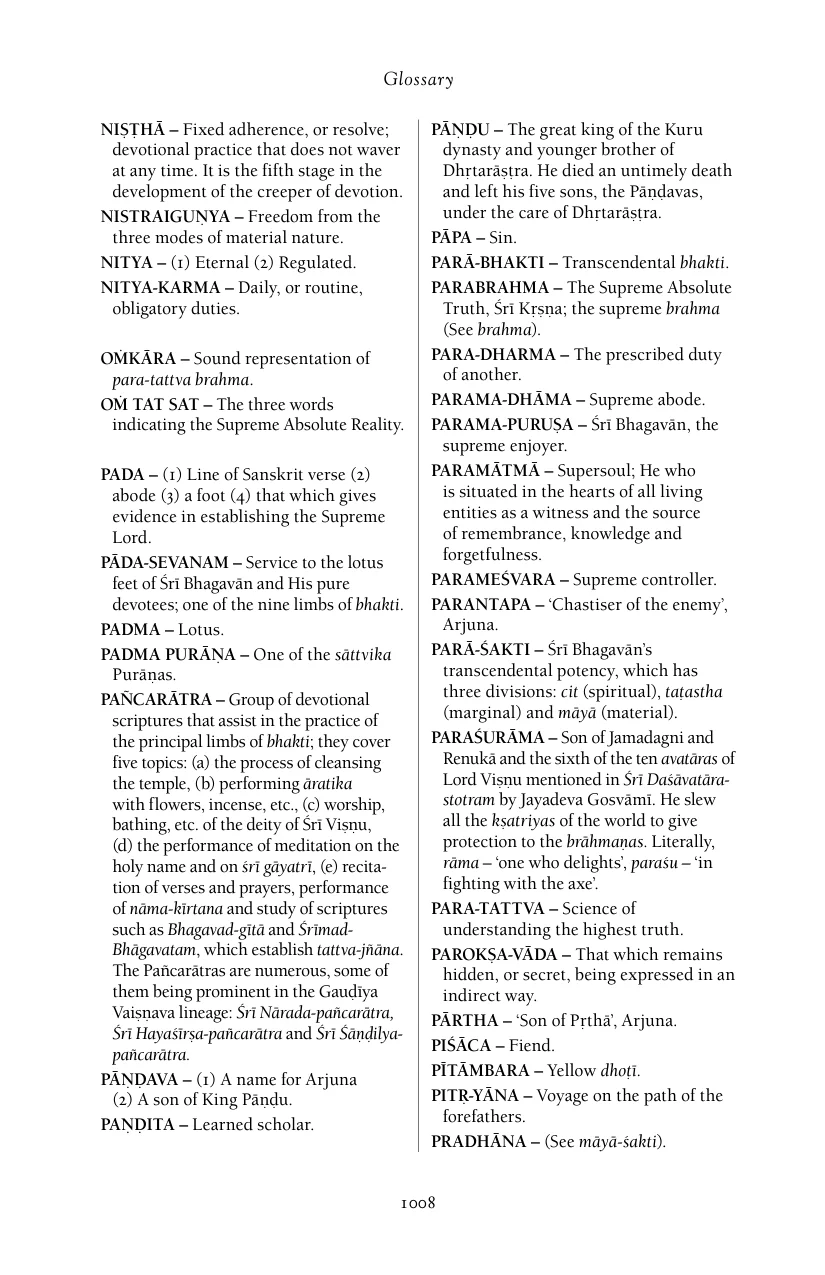 Glossary
NIṢṬHĀ – Fixed adherence, or resolve;
devotional practice that does not waver
at any time. It is the fifth stage in the
development of the creeper of devotion.
NISTRAIGUṆYA – Freedom from the
three modes of material nature.
NITYA – (1) Eternal (2) Regulated.
NITYA-KARMA – Daily, or routine,
obligatory duties.
OṀKĀRA – Sound representation of
para-tattva brahma.
OṀ TAT SAT – The three words
indicating the Supreme Absolute Reality.
PADA – (1) Line of Sanskrit verse (2)
abode (3) a foot (4) that which gives
evidence in establishing the Supreme
Lord.
PĀDA-SEVANAM – Service to the lotus
feet of Śrī Bhagavān and His pure
devotees; one of the nine limbs of bhakti.
PADMA – Lotus.
PADMA PURĀṆA – One of the sāttvika
Purāṇas.
PAÑCARĀTRA – Group of devotional
scriptures that assist in the practice of
the principal limbs of bhakti; they cover
five topics: (a) the process of cleansing
the temple, (b) performing āratika
with flowers, incense, etc., (c) worship,
bathing, etc. of the deity of Śrī Viṣṇu,
(d) the performance of meditation on the
holy name and on śrī gāyatrī, (e) recita-
tion of verses and prayers, performance
of nāma-kīrtana and study of scriptures
such as Bhagavad-gītā and Śrīmad-
Bhāgavatam, which establish tattva-jñāna.
The Pañcarātras are numerous, some of
them being prominent in the Gauḍīya
Vaiṣṇava lineage: Śrī Nārada-pañcarātra,
Śrī Hayaśīrṣa-pañcarātra and Śrī Śāṇḍilya-
pañcarātra.
PĀṆḌAVA – (1) A name for Arjuna
(2) A son of King Pāṇḍu.
PAṆḌITA – Learned scholar.
PĀṆḌU – The great king of the Kuru
dynasty and younger brother of
Dhṛtarāṣṭra. He died an untimely death
and left his five sons, the Pāṇḍavas,
under the care of Dhṛtarāṣṭra.
PĀPA – Sin.
PARĀ-BHAKTI – Transcendental bhakti.
PARABRAHMA – The Supreme Absolute
Truth, Śrī Kṛṣṇa; the supreme brahma
(See brahma).
PARA-DHARMA – The prescribed duty
of another.
PARAMA-DHĀMA – Supreme abode.
PARAMA-PURUṢA – Śrī Bhagavān, the
supreme enjoyer.
PARAMĀTMĀ – Supersoul; He who
is situated in the hearts of all living
entities as a witness and the source
of remembrance, knowledge and
forgetfulness.
PARAMEŚVARA – Supreme controller.
PARANTAPA – ‘Chastiser of the enemy’,
Arjuna.
PARĀ-ŚAKTI – Śrī Bhagavān’s
transcendental potency, which has
three divisions: cit (spiritual), taṭastha
(marginal) and māyā (material).
PARAŚURĀMA – Son of Jamadagni and
Renukā and the sixth of the ten avatāras of
Lord Viṣṇu mentioned in Śrī Daśāvatāra-
stotram by Jayadeva Gosvāmī. He slew
all the kṣatriyas of the world to give
protection to the brāhmaṇas. Literally,
rāma – ‘one who delights’, paraśu – ‘in
fighting with the axe’.
PARA-TATTVA – Science of
understanding the highest truth.
PAROKṢA-VĀDA – That which remains
hidden, or secret, being expressed in an
indirect way.
PĀRTHA – ‘Son of Pṛthā’, Arjuna.
PIŚĀCA – Fiend.
PĪTĀMBARA – Yellow dhoṭī.
PITṚ-YĀNA – Voyage on the path of the
forefathers.
PRADHĀNA – (See māyā-śakti).
1008